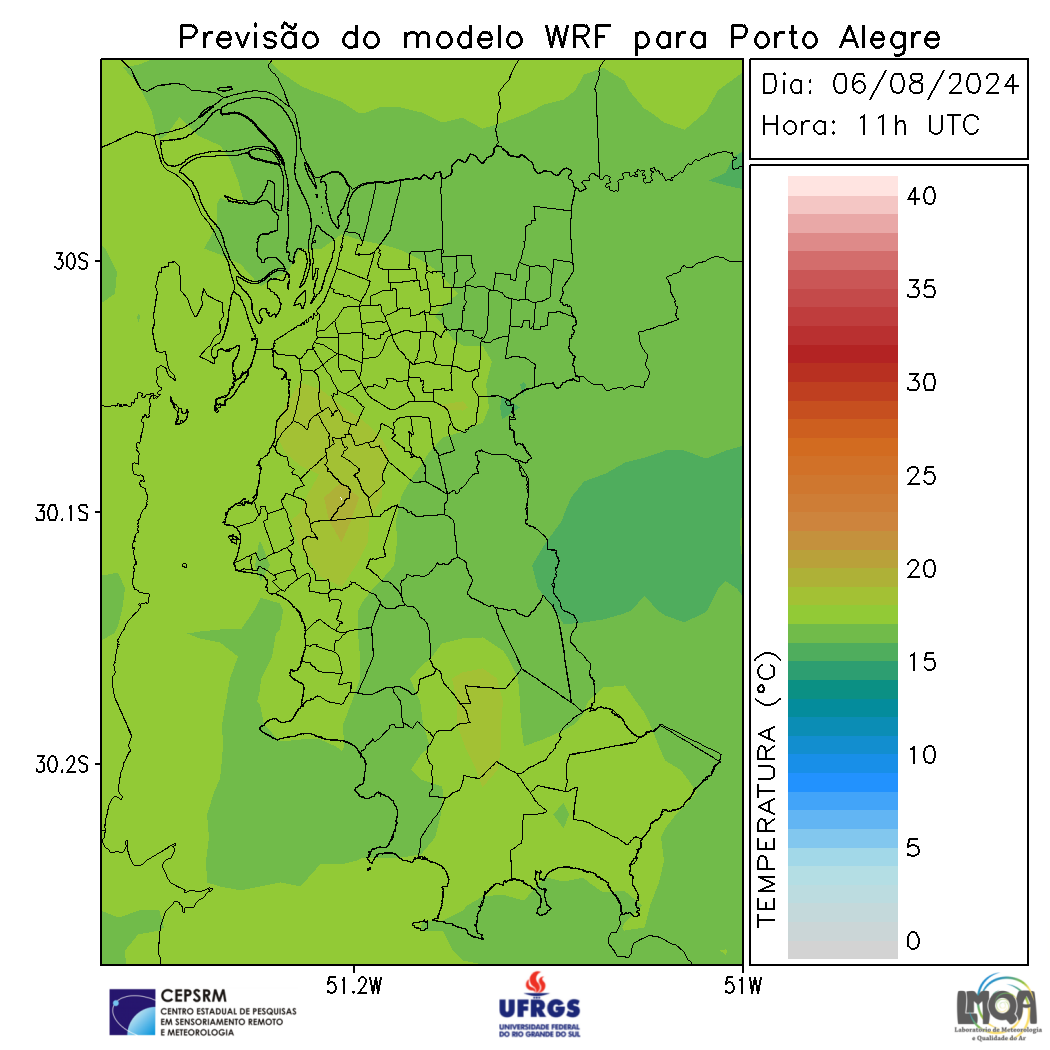 Previsão do modelo WRF para Porto Alegre
Dia: 06/08/2024
Hora: 11h UTC
30S
30.1S
30.2S
51.2W
51W
40
35
30
25
20
15
10
5
0
TEMPERATURA (°C)
CEPSRM
CENTRO ESTADUAL DE PESQUISAS
EM SENSORIAMENTO REMOTO
E METEOROLOGIA
UFRGS
UNIVERSIDADE FEDERAL
DO RIO GRANDE DO SUL
LMQA
Laboratório de Meteorologia
e Qualidade do Ar